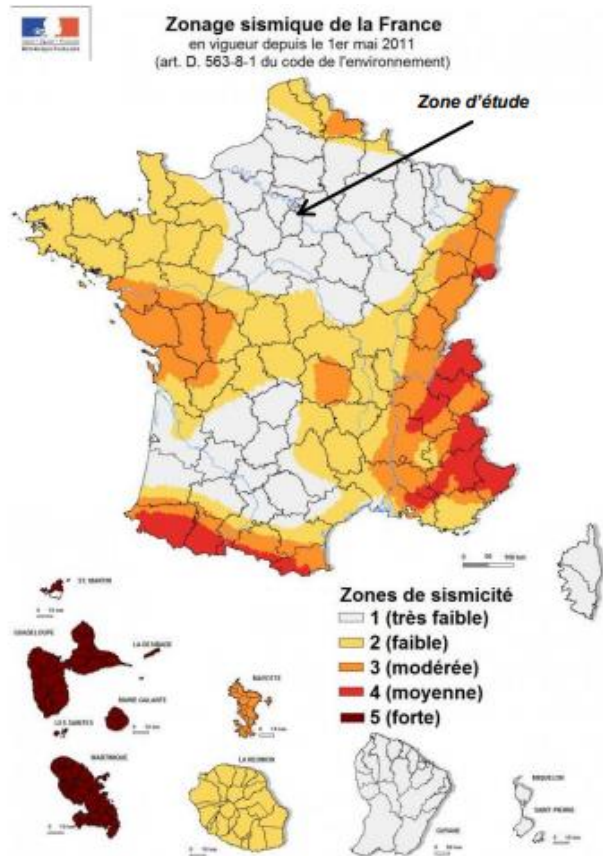 RÉPUBLIQUE FRANÇAISE
Zonage sismique de la France
en vigueur depuis le 1er mai 2011
(art. D. 563-8-1 du code de l'environnement)
Zone d'étude
ST. MARTIN
GUADELOUPE
LA DESIRADE
MARIE GALANTE
LES SAINTES
MARTINIQUE
MAYOTTE
LA REUNION
Zones de sismicité
1 (très faible)
2 (faible)
3 (modérée)
4 (moyenne)
5 (forte)
GUYANE
MIQUELON
SAINT-PIERRE